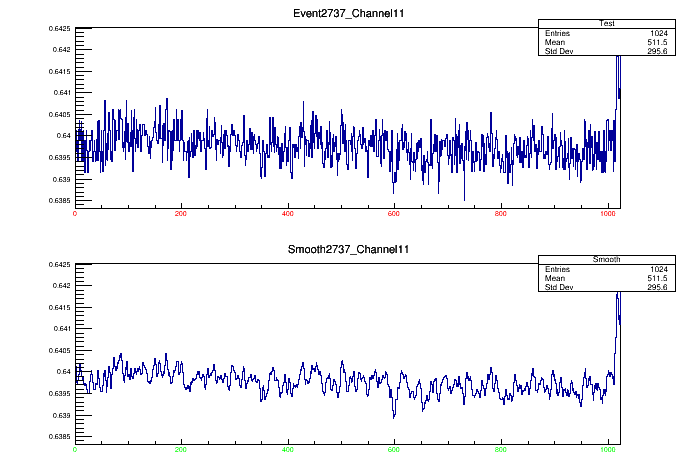 Event2737_Channel11
Test
Entries 1024
Mean 511.5
Std Dev 295.6
0.6425
0.642
0.6415
0.641
0.6405
0.64
0.6395
0.639
0.6385
0 200 400 600 800 1000
Smooth2737_Channel11
Smooth
Entries 1024
Mean 511.5
Std Dev 295.6
0.6425
0.642
0.6415
0.641
0.6405
0.64
0.6395
0.639
0.6385
0 200 400 600 800 1000